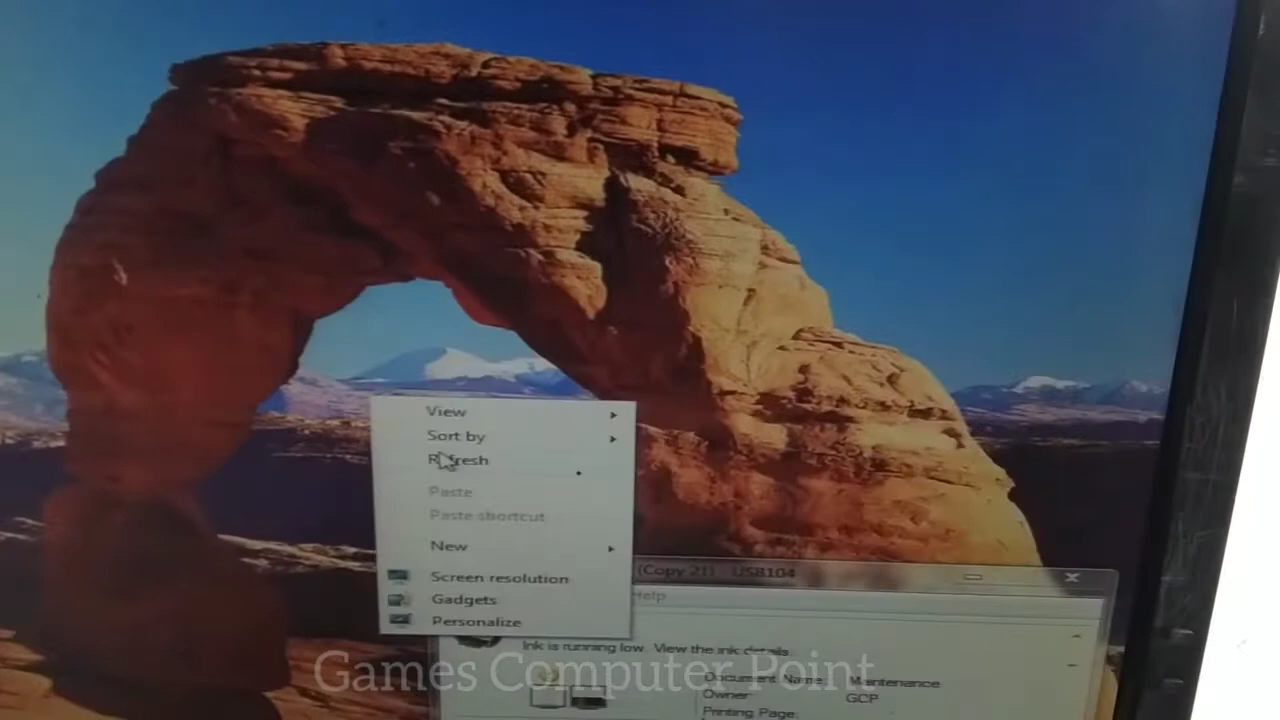 View
Sort by
Refresh
Paste
Paste shortcut
New
Screen resolution
Gadgets
Personalize
(Copy 21) - USB104
Help
Ink is running low. View the ink details.
Document Name: Maintenance
Owner: GCP
Printing Page:
Games Computer Point